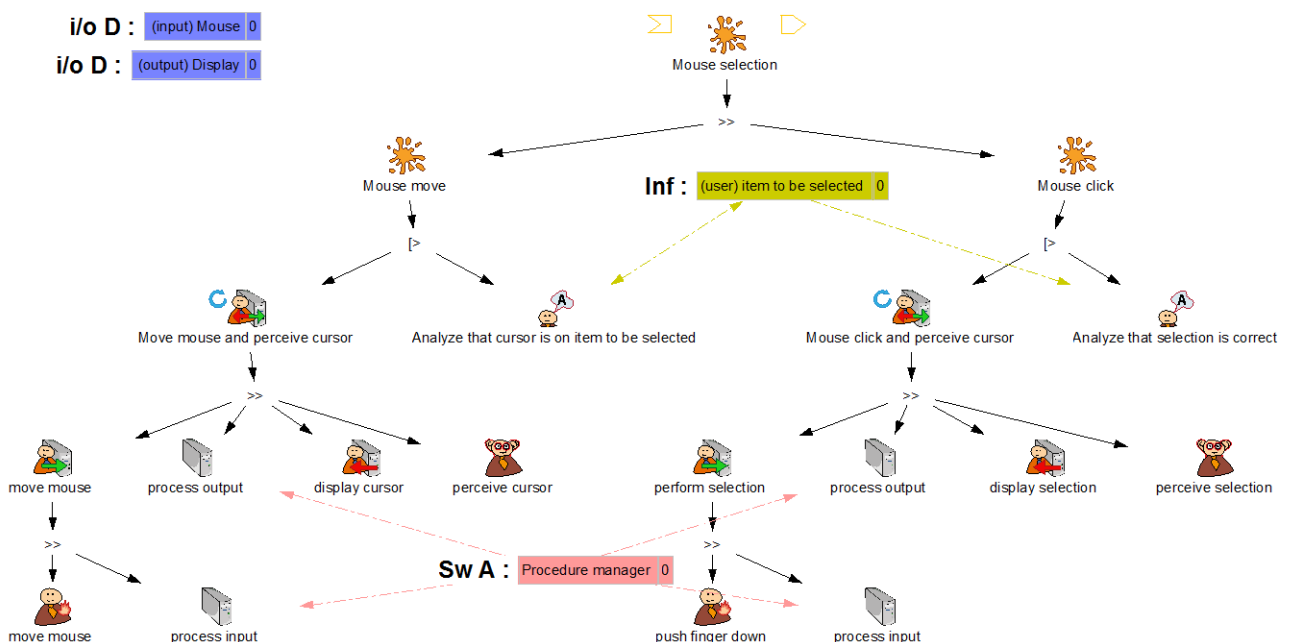 i/o D : (input) Mouse 0
i/o D : (output) Display 0
Mouse selection
>>
Mouse move
Inf : (user) item to be selected 0
Mouse click
[>
[>
Move mouse and perceive cursor
A
Analyze that cursor is on item to be selected
Mouse click and perceive cursor
A
Analyze that selection is correct
>>
>>
move mouse
process output
display cursor
perceive cursor
perform selection
process output
display selection
perceive selection
>>
>>
Sw A : Procedure manager 0
move mouse
process input
push finger down
process input